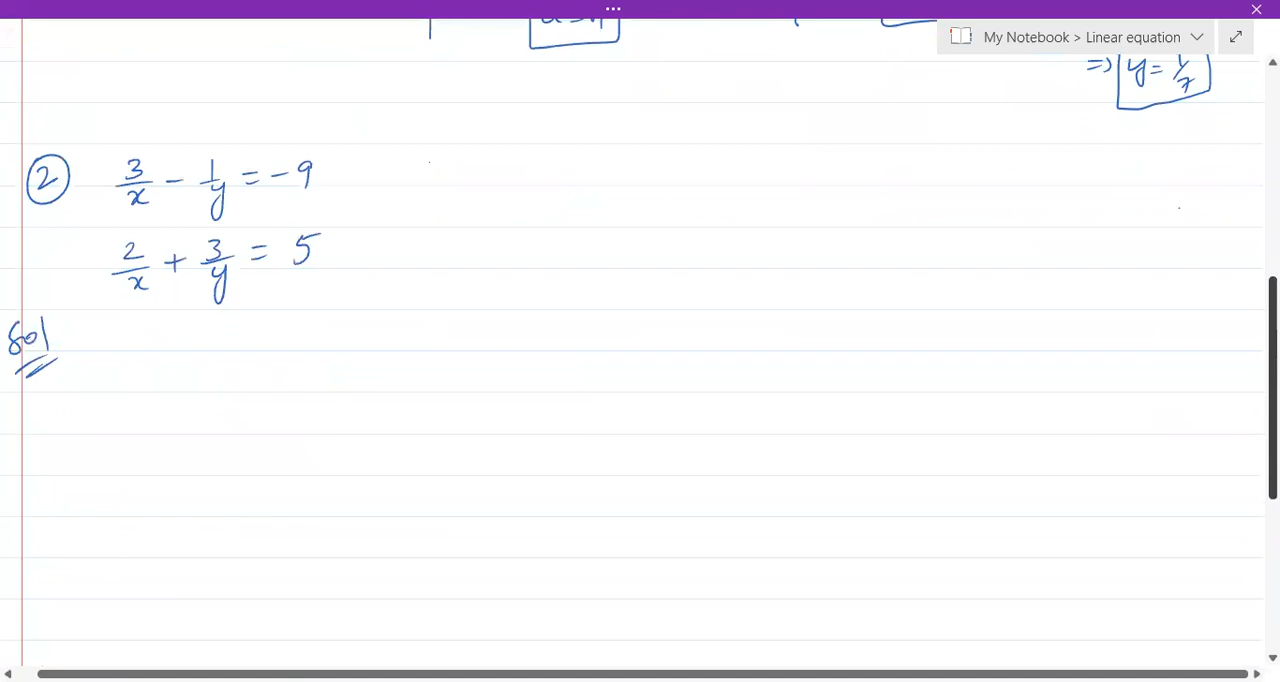 My Notebook > Linear equation
=> y = 1/7
② 3/x - 1/y = -9
2/x + 3/y = 5
Sol